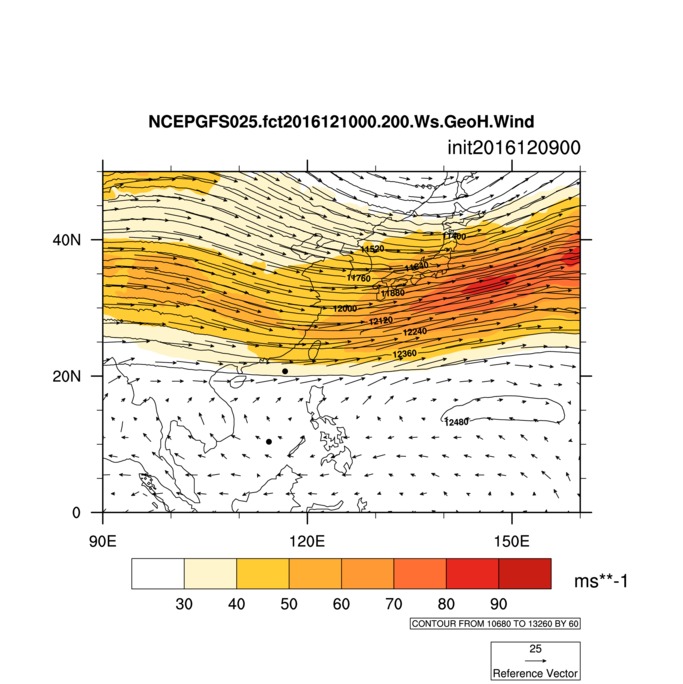 NCEPGFS025.fct2016121000.200.Ws.GeoH.Wind
init2016120900
40N
20N
0
11400
11520
11640
11760
11880
12000
12120
12240
12360
12480
90E 120E 150E
30 40 50 60 70 80 90
ms**-1
CONTOUR FROM 10680 TO 13260 BY 60
25
Reference Vector